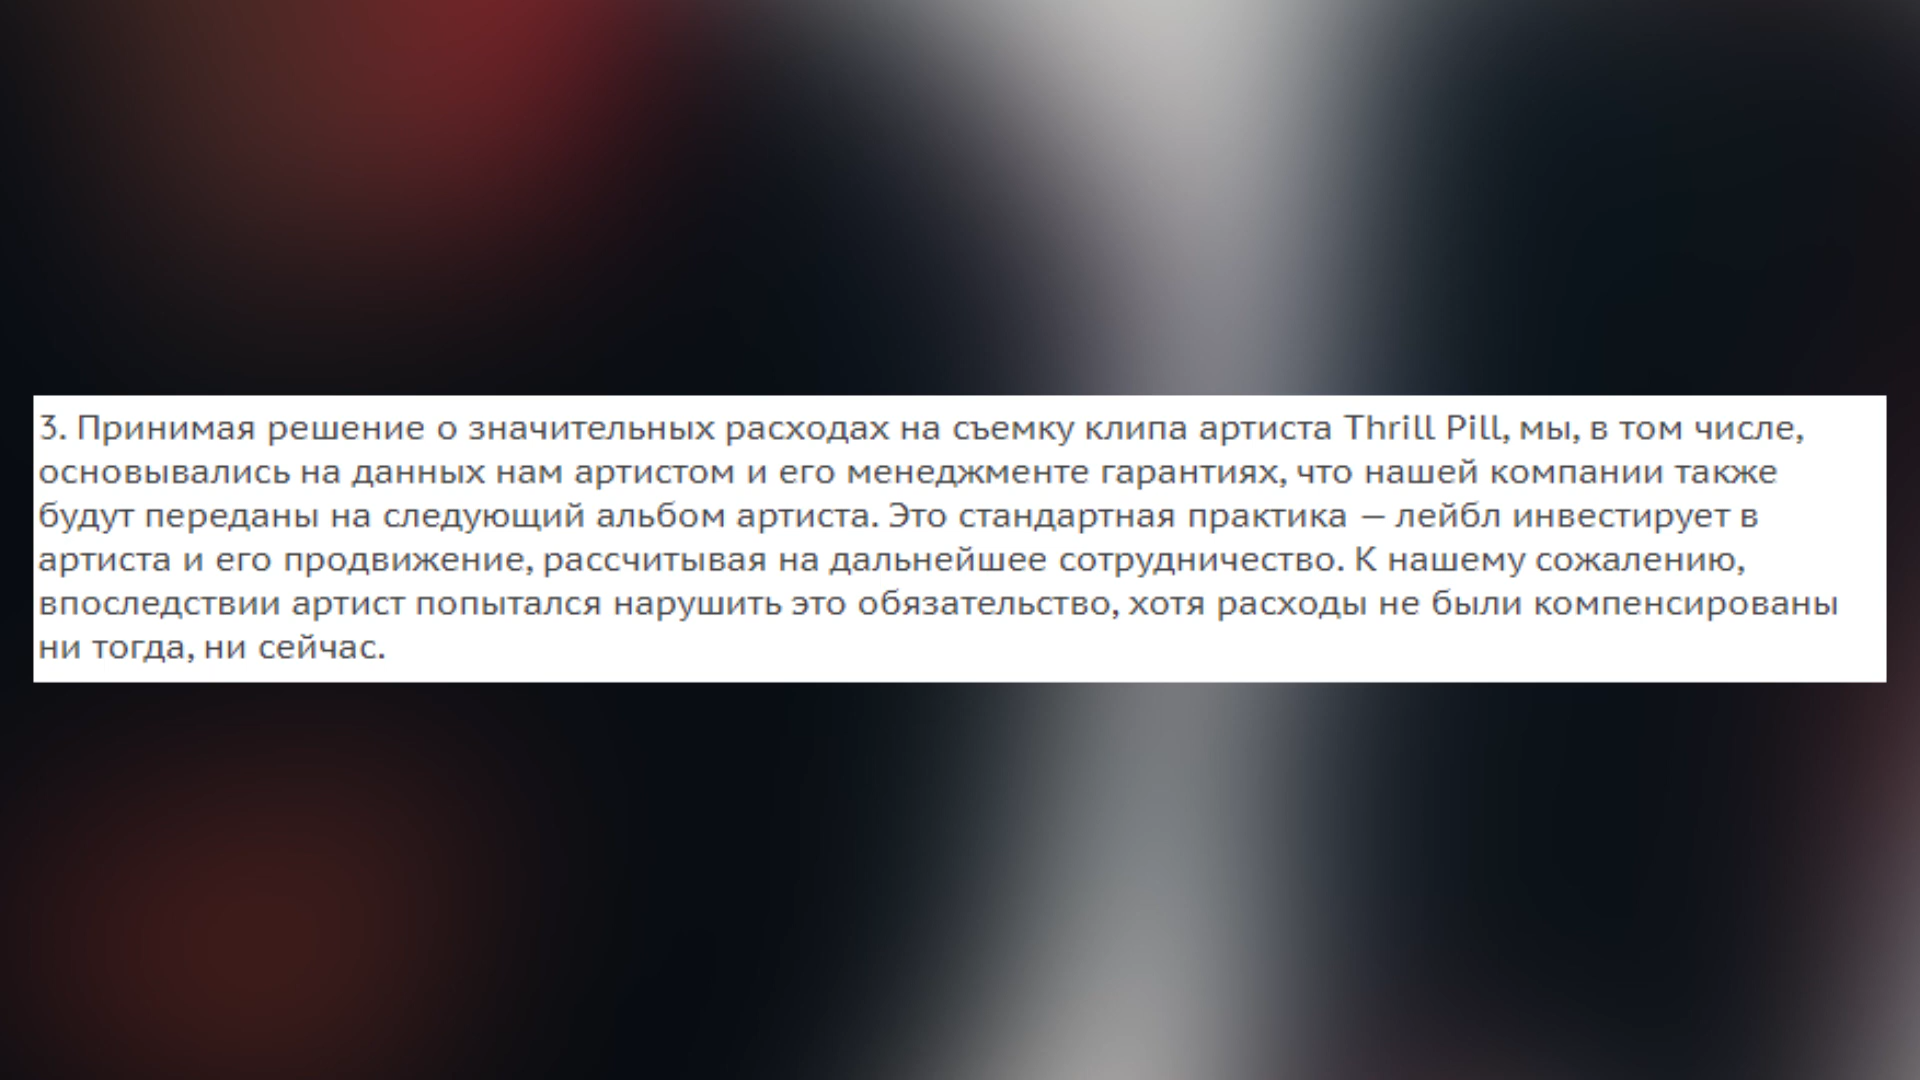 3. Принимая решение о значительных расходах на съемку клипа артиста Thrill Pill, мы, в том числе,
основывались на данных нам артистом и его менеджменте гарантиях, что нашей компании также
будут переданы на следующий альбом артиста. Это стандартная практика — лейбл инвестирует в
артиста и его продвижение, рассчитывая на дальнейшее сотрудничество. К нашему сожалению,
впоследствии артист попытался нарушить это обязательство, хотя расходы не были компенсированы
ни тогда, ни сейчас.